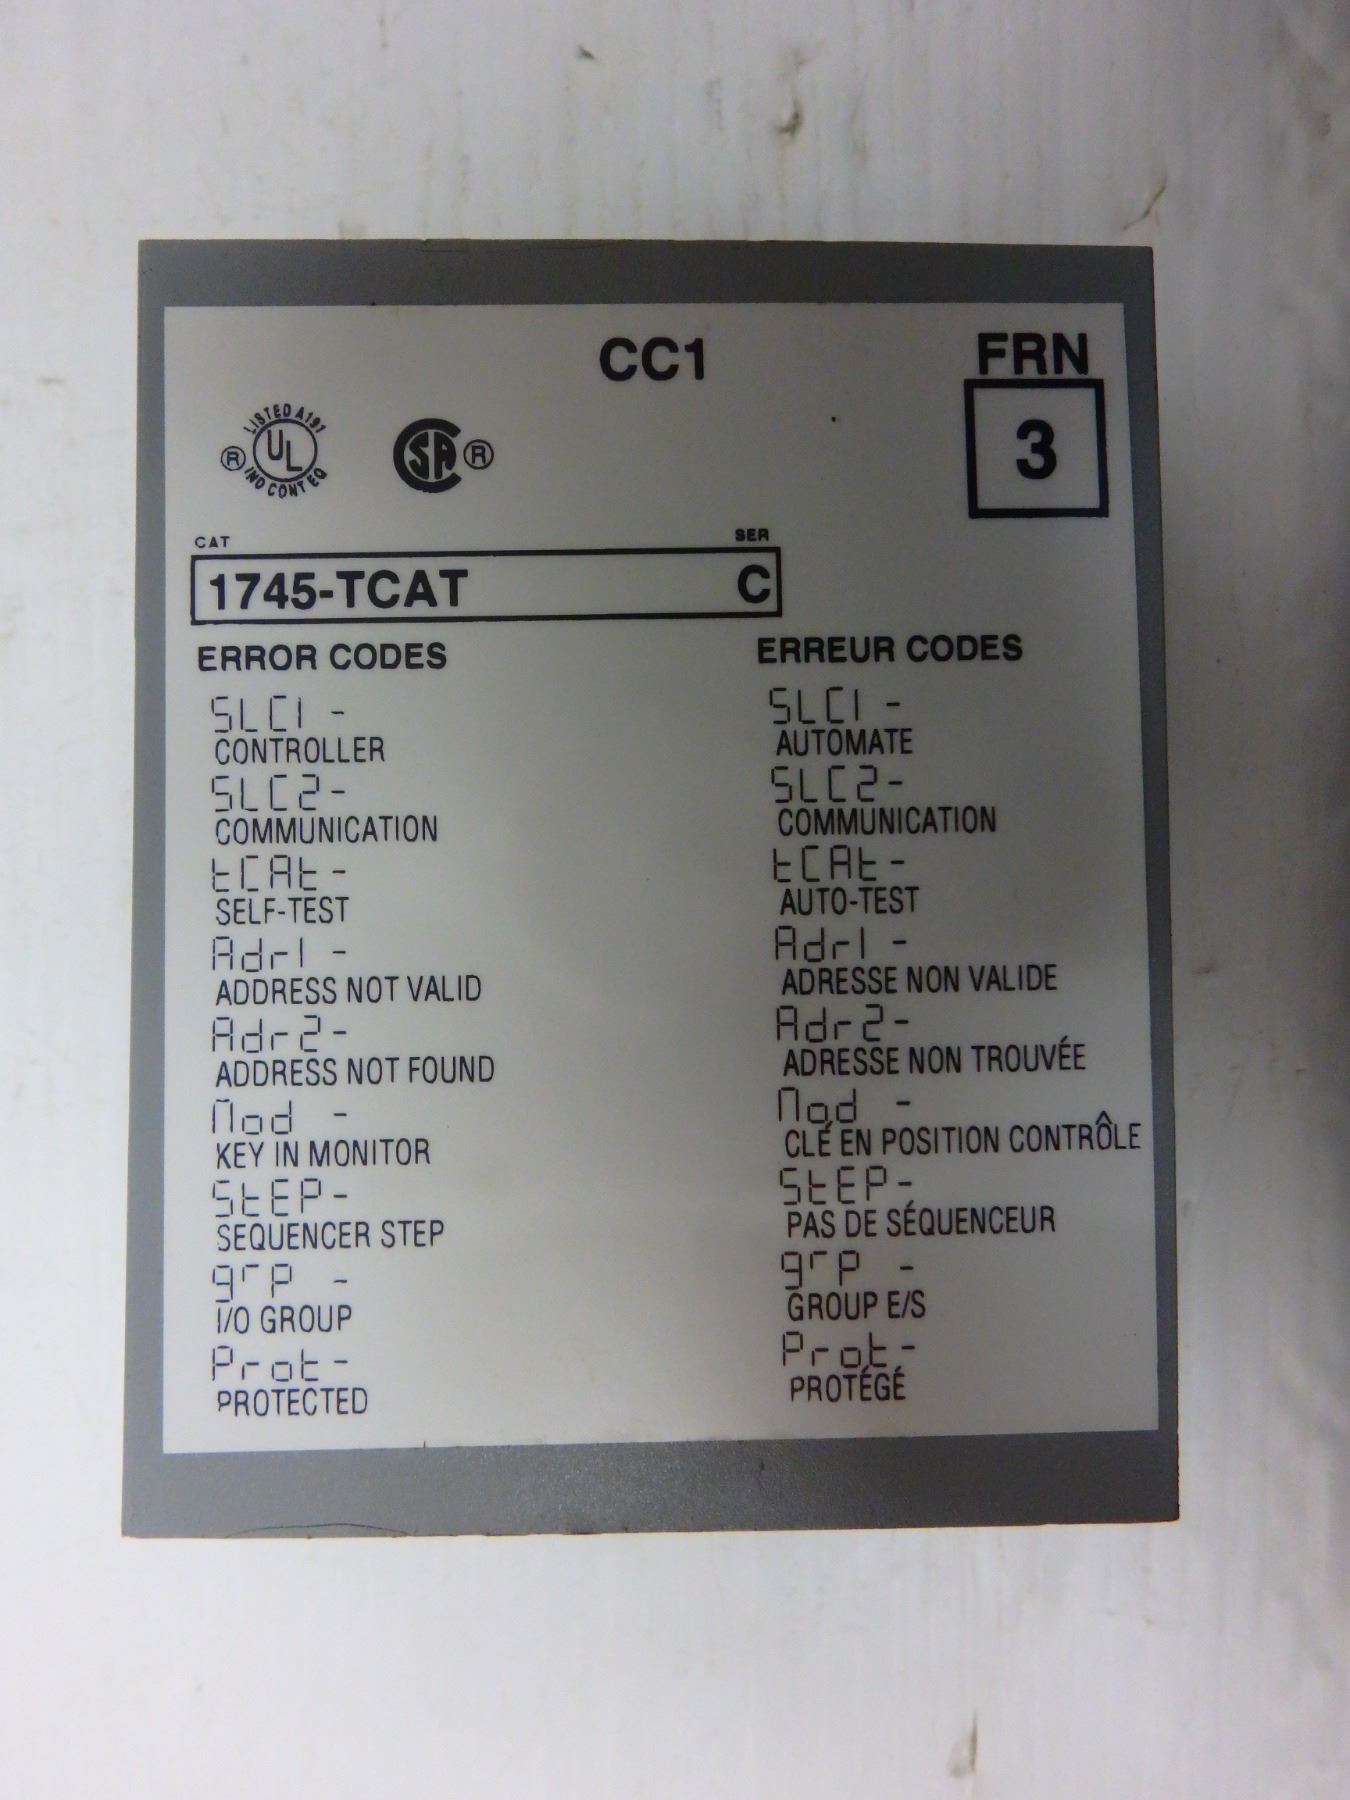 CC1
FRN
3
LISTED A191
® UL
IND CONT EQ
SA ®
CAT SER
1745-TCAT C
ERROR CODES
SLC1 -
CONTROLLER
SLC2-
COMMUNICATION
tCAt-
SELF-TEST
Adr1 -
ADDRESS NOT VALID
Adr2-
ADDRESS NOT FOUND
Mod -
KEY IN MONITOR
StEP-
SEQUENCER STEP
grp -
I/O GROUP
Prot-
PROTECTED
ERREUR CODES
SLC1 -
AUTOMATE
SLC2-
COMMUNICATION
tCAt-
AUTO-TEST
Adr1 -
ADRESSE NON VALIDE
Adr2-
ADRESSE NON TROUVÉE
Mod -
CLÉ EN POSITION CONTRÔLE
StEP-
PAS DE SÉQUENCEUR
grp -
GROUP E/S
Prot-
PROTÉGÉ